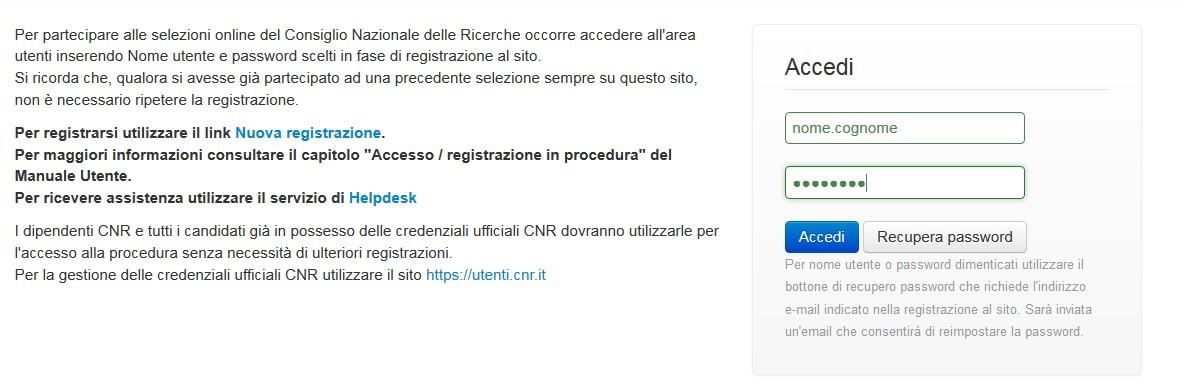 Per partecipare alle selezioni online del Consiglio Nazionale delle Ricerche occorre accedere all'area
utenti inserendo Nome utente e password scelti in fase di registrazione al sito.
Si ricorda che, qualora si avesse già partecipato ad una precedente selezione sempre su questo sito,
non è necessario ripetere la registrazione.
Per registrarsi utilizzare il link Nuova registrazione.
Per maggiori informazioni consultare il capitolo "Accesso / registrazione in procedura" del
Manuale Utente.
Per ricevere assistenza utilizzare il servizio di Helpdesk
I dipendenti CNR e tutti i candidati già in possesso delle credenziali ufficiali CNR dovranno utilizzarle per
l'accesso alla procedura senza necessità di ulteriori registrazioni.
Per la gestione delle credenziali ufficiali CNR utilizzare il sito https://utenti.cnr.it
Accedi
nome.cognome
••••••••
Accedi Recupera password
Per nome utente o password dimenticati utilizzare il
bottone di recupero password che richiede l'indirizzo
e-mail indicato nella registrazione al sito. Sarà inviata
un'email che consentirà di reimpostare la password.